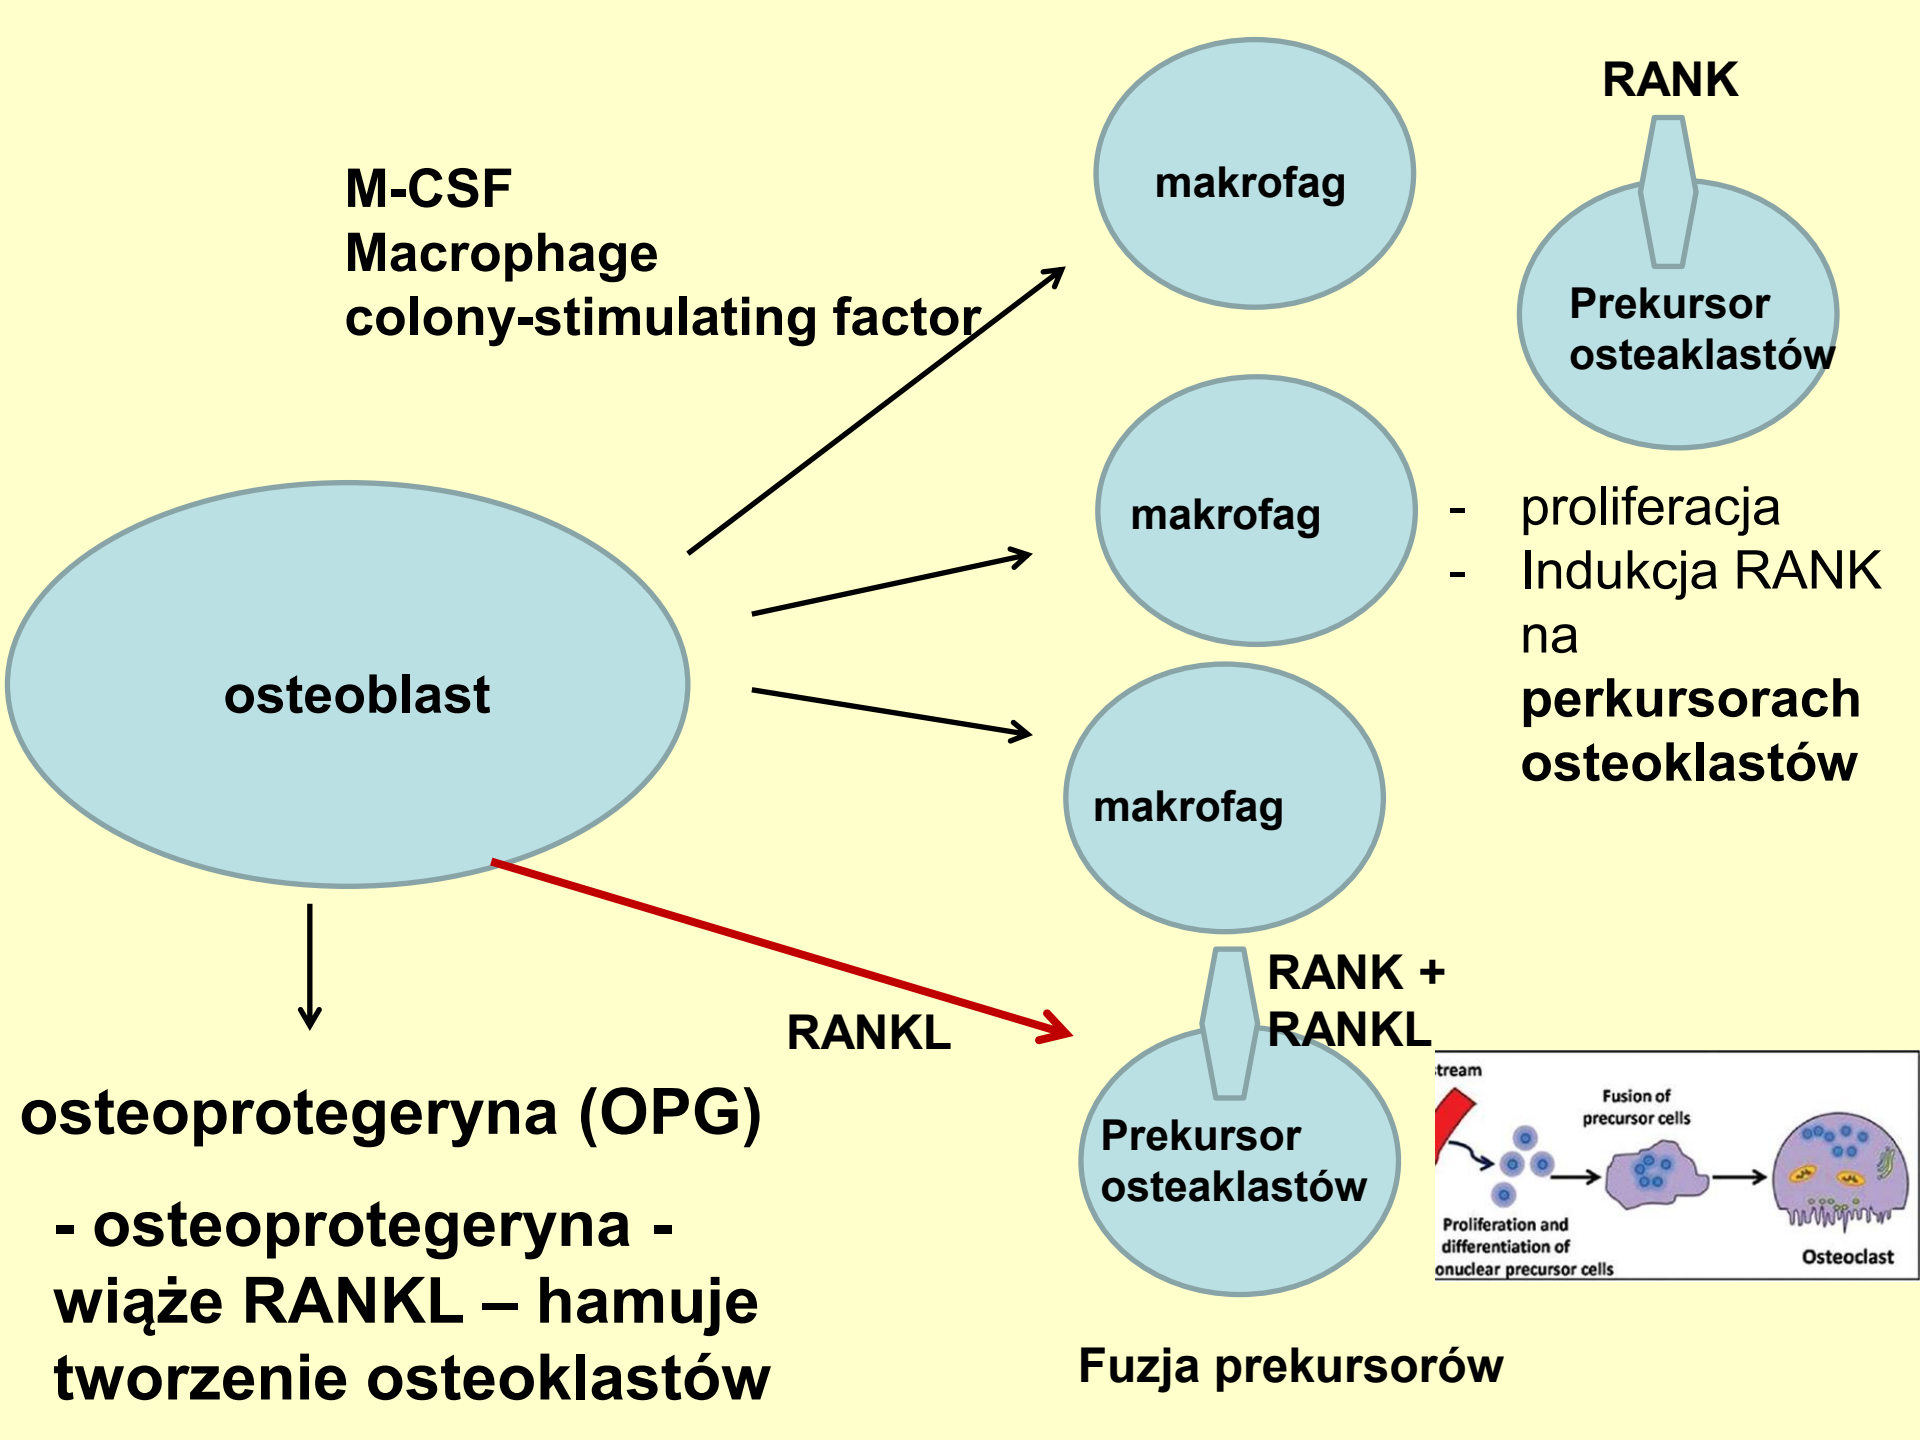 RANK
M-CSF
Macrophage
colony-stimulating factor
makrofag
Prekursor
osteaklastów
makrofag
- proliferacja
- Indukcja RANK
na
perkursorach
osteoklastów
osteoblast
makrofag
RANK +
RANKL
RANKL
osteoprotegeryna (OPG)
Prekursor
osteaklastów
- osteoprotegeryna -
wiąże RANKL – hamuje
tworzenie osteoklastów
Fuzja prekursorów
tream
Fusion of
precursor cells
Proliferation and
differentiation of
onuclear precursor cells
Osteoclast